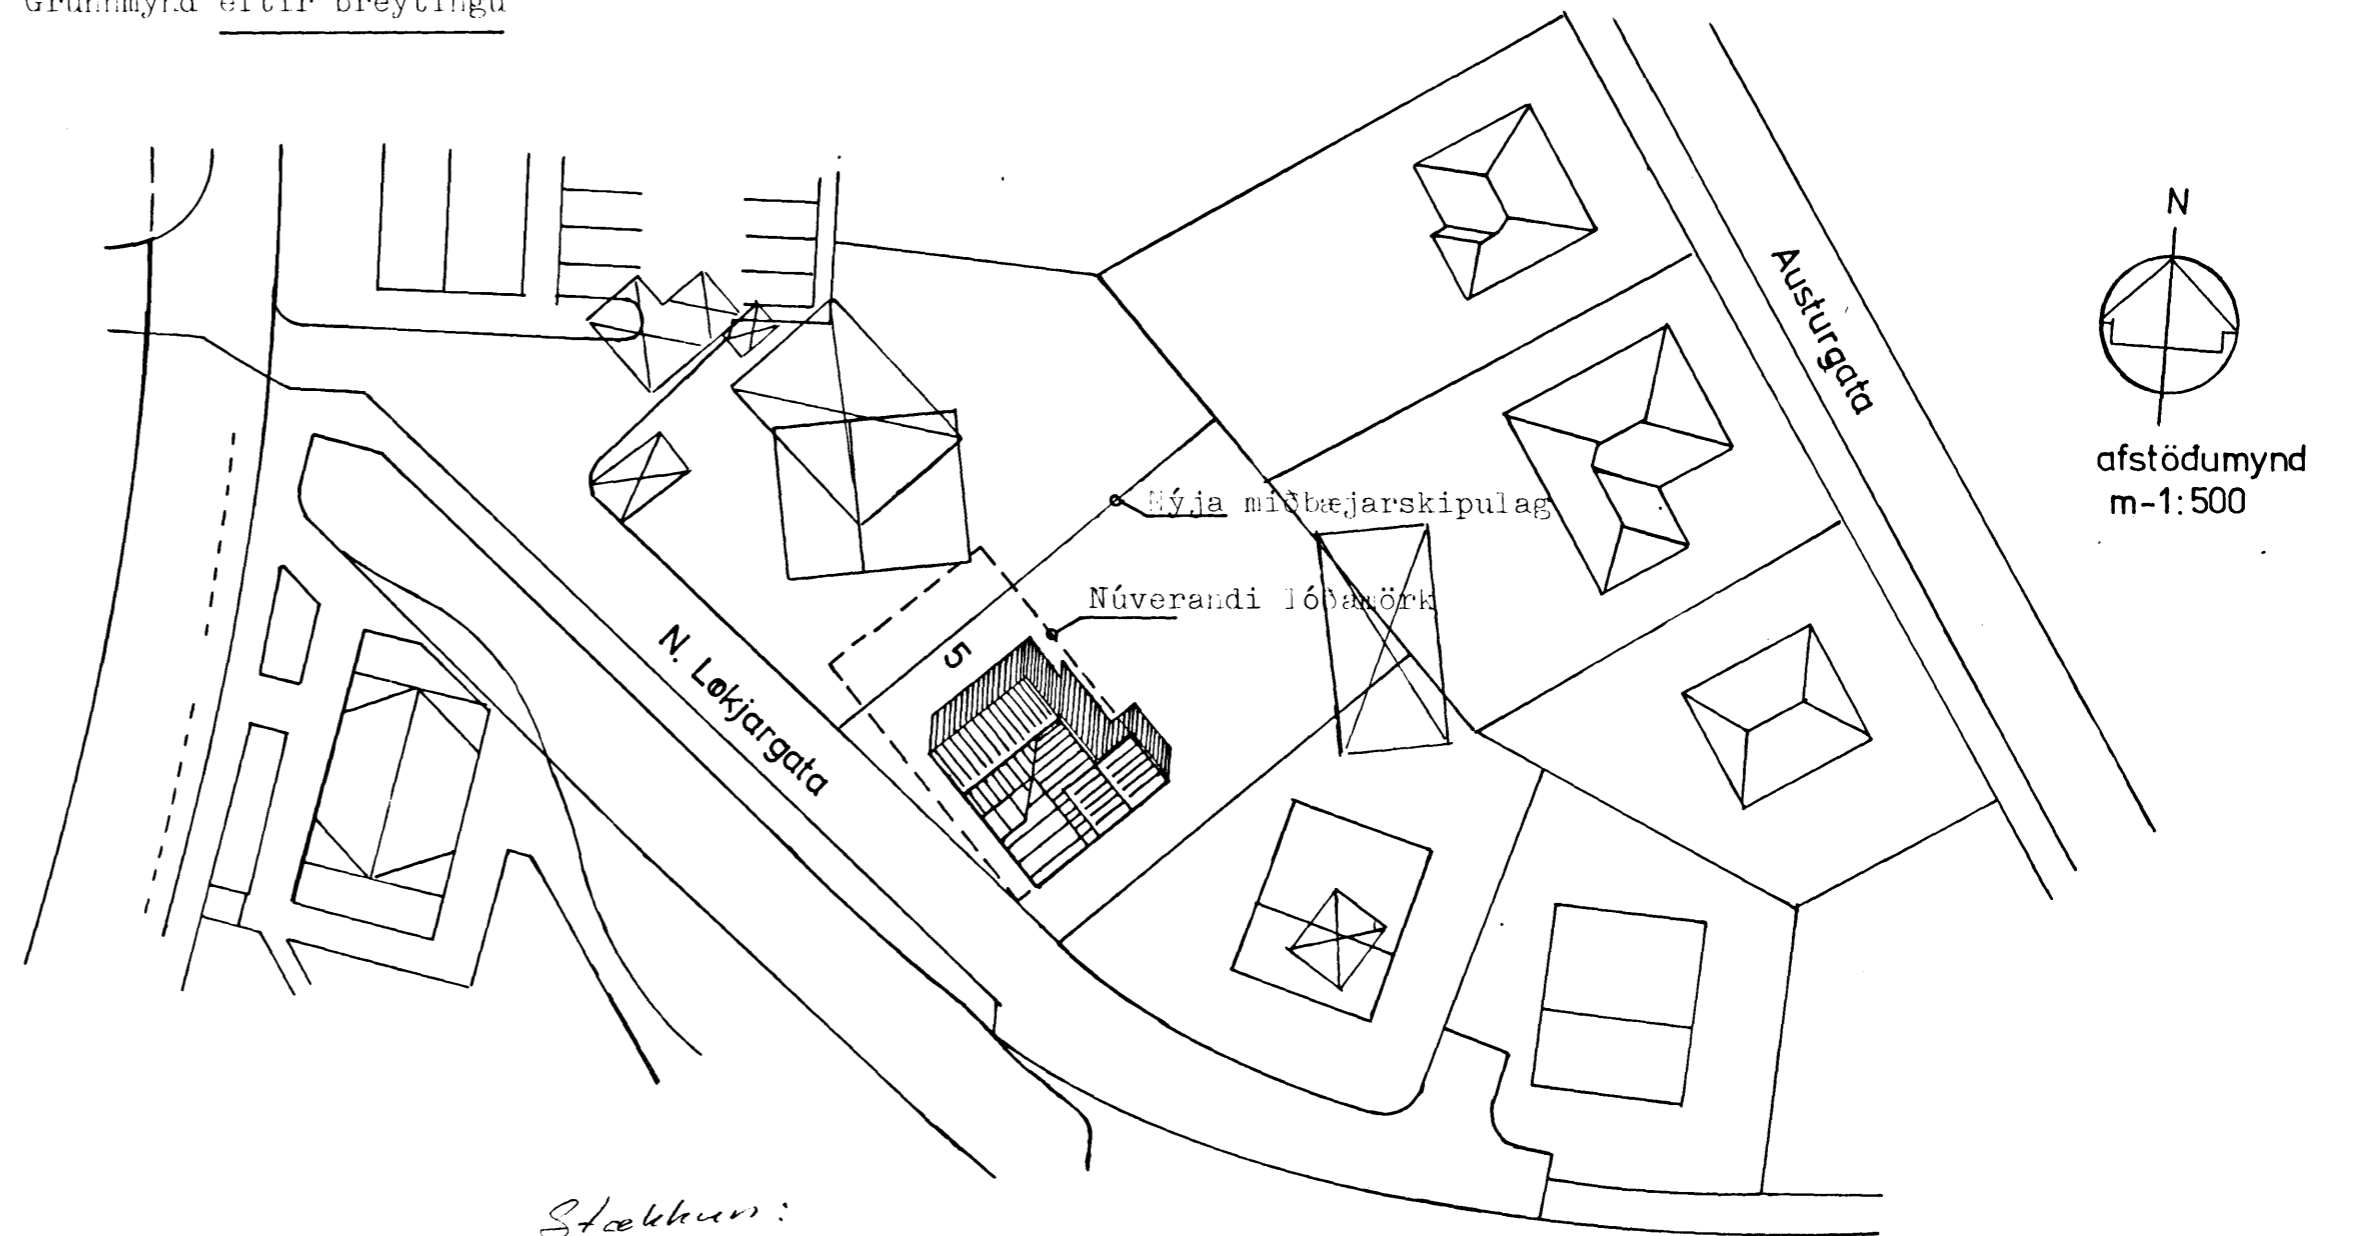 Grunnmynd eftir breytingu
N
Austurgata
afstöðumynd
m-1:500
Nýja miðbæjarskipulag
Núverandi lóðamörk
5
N. Lækjargata
Stækkun: